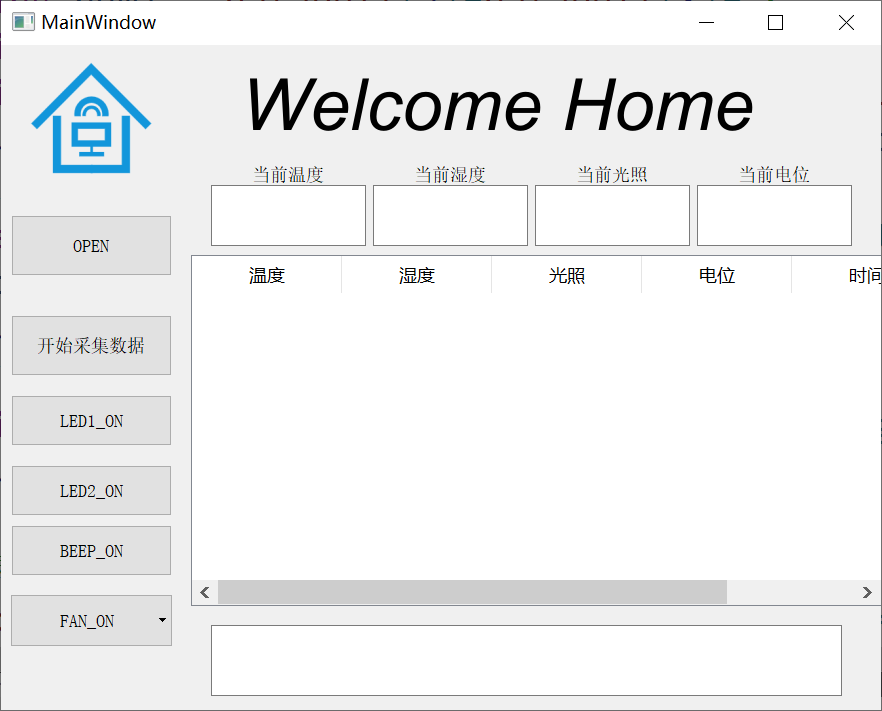 MainWindow
Welcome Home
当前温度 当前湿度 当前光照 当前电位
OPEN
温度 湿度 光照 电位 时间
开始采集数据
LED1_ON
LED2_ON
BEEP_ON
FAN_ON